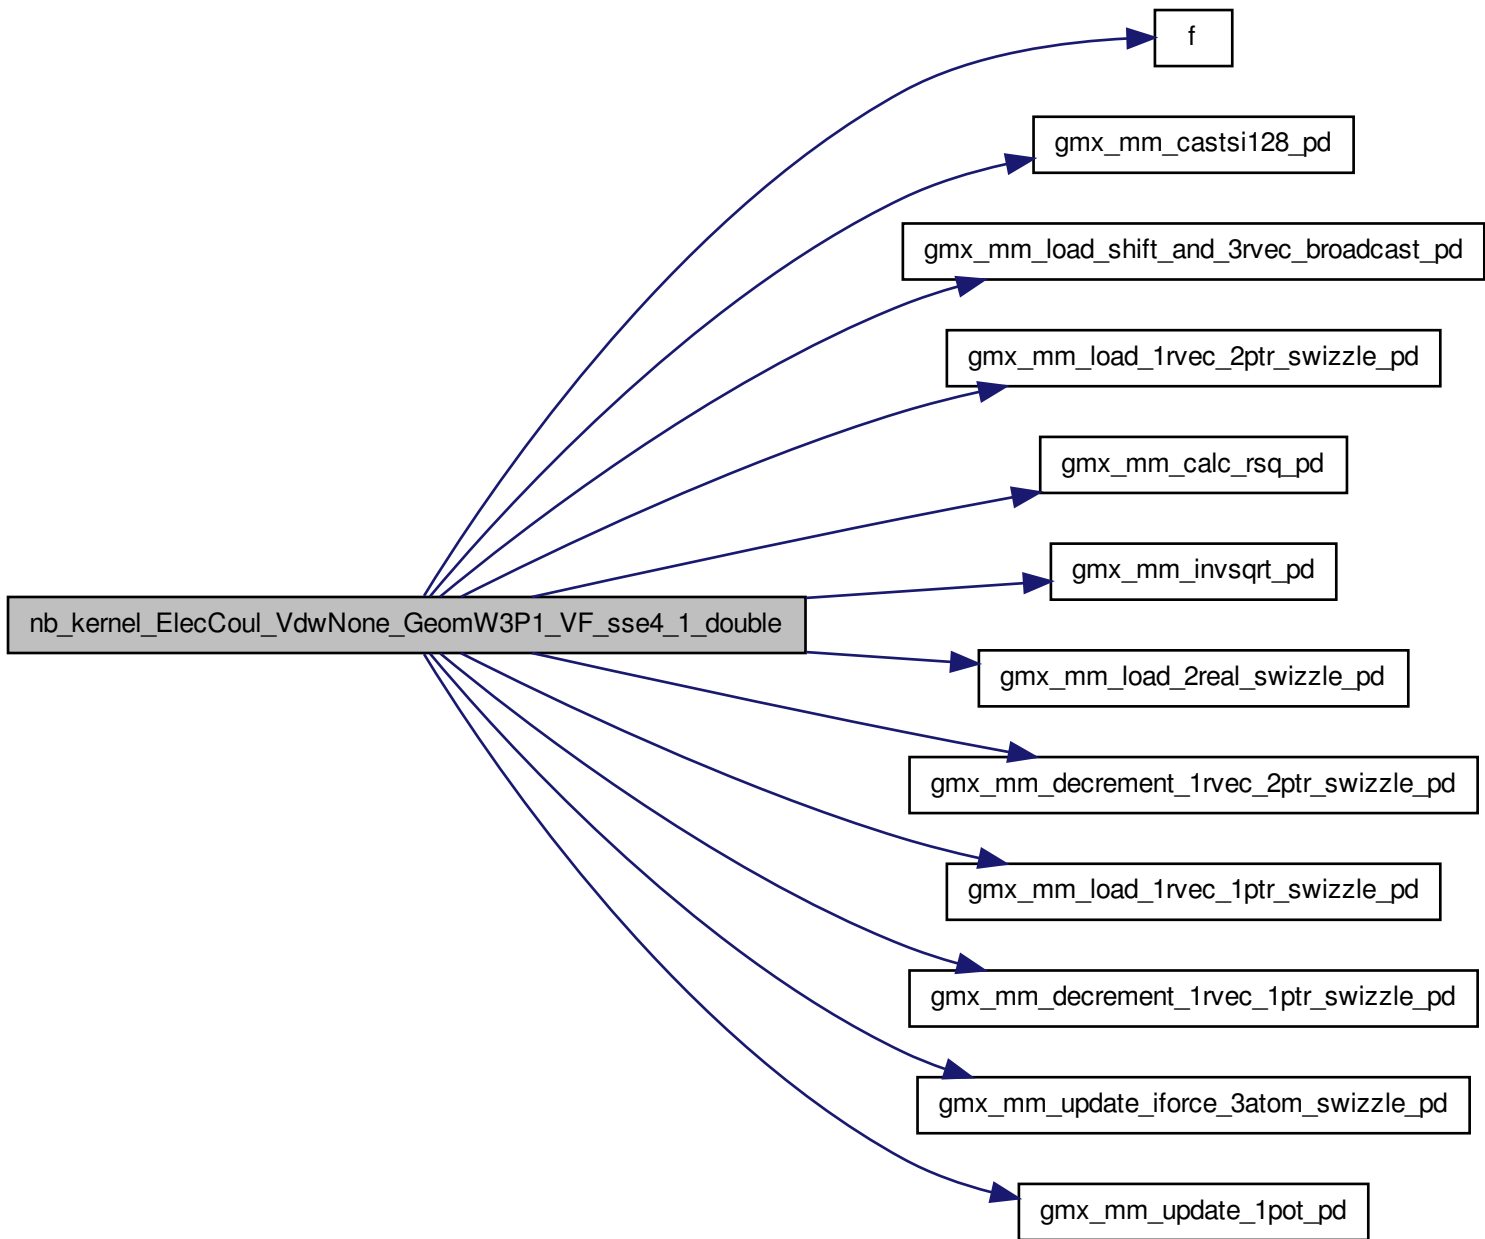 f
gmx_mm_castsi128_pd
gmx_mm_load_shift_and_3rvec_broadcast_pd
gmx_mm_load_1rvec_2ptr_swizzle_pd
gmx_mm_calc_rsq_pd
gmx_mm_invsqrt_pd
nb_kernel_ElecCoul_VdwNone_GeomW3P1_VF_sse4_1_double
gmx_mm_load_2real_swizzle_pd
gmx_mm_decrement_1rvec_2ptr_swizzle_pd
gmx_mm_load_1rvec_1ptr_swizzle_pd
gmx_mm_decrement_1rvec_1ptr_swizzle_pd
gmx_mm_update_iforce_3atom_swizzle_pd
gmx_mm_update_1pot_pd